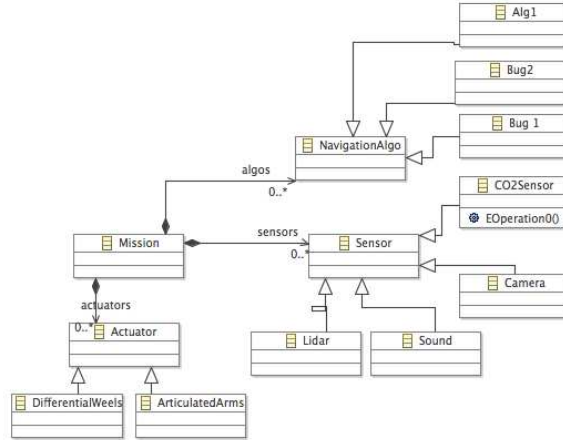 Alg1
Bug2
Bug 1
NavigationAlgo
algos
0..*
CO2Sensor
EOperation0()
sensors
0..*
Mission
Sensor
Camera
actuators
0..*
Actuator
Lidar
Sound
DifferentialWeels
ArticulatedArms